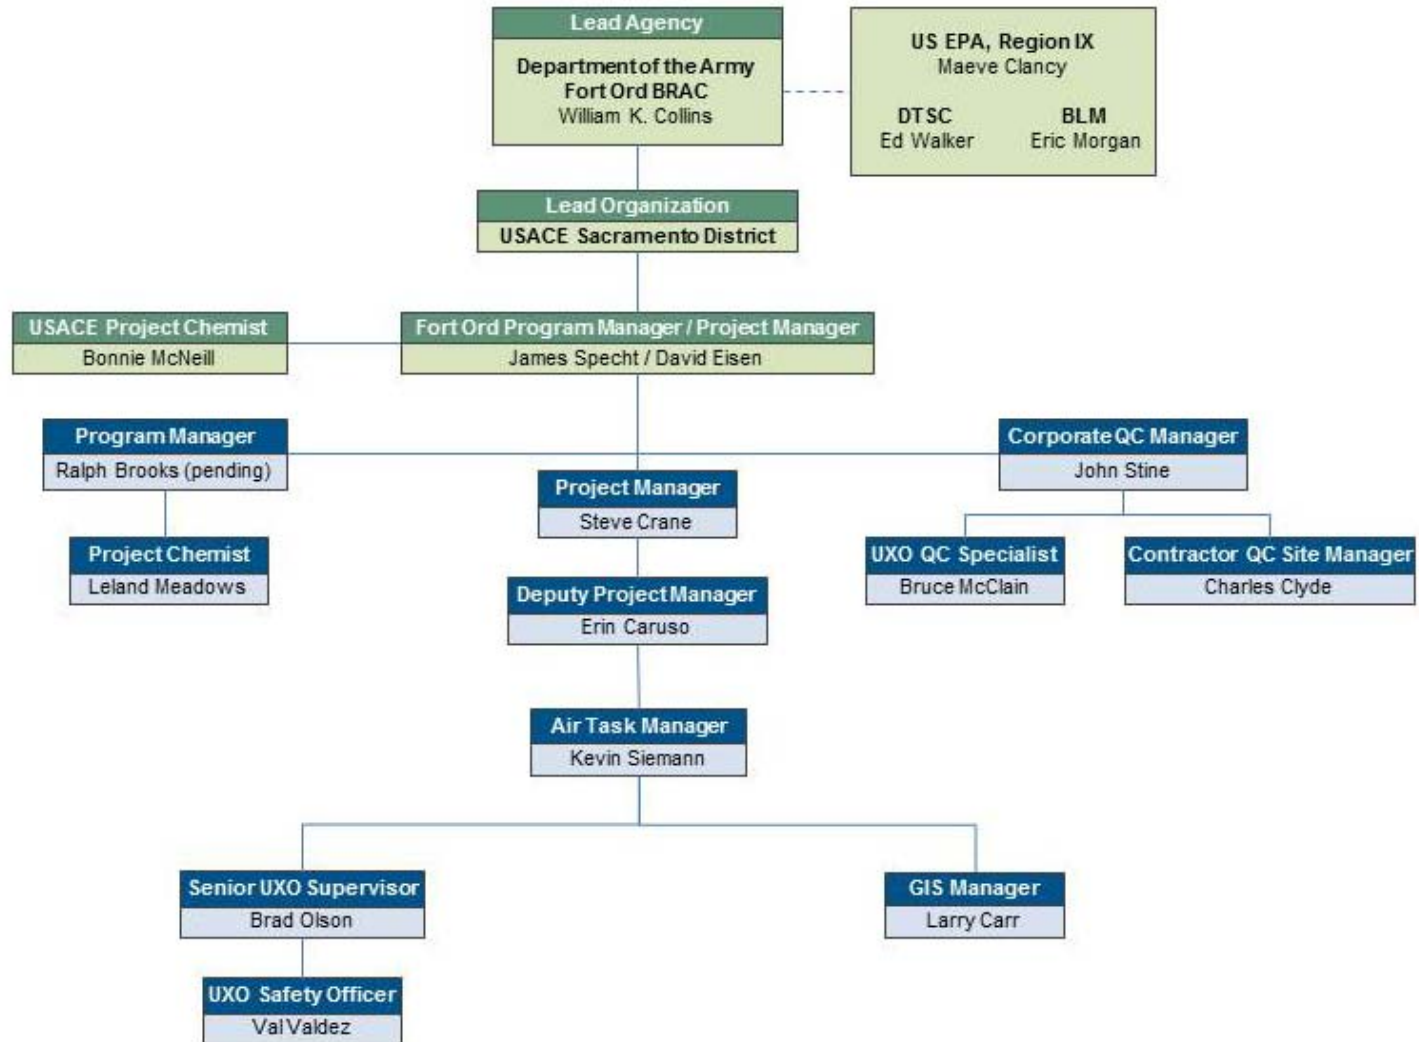 Lead Agency
Department of the Army
Fort Ord BRAC
William K. Collins
US EPA, Region IX
Maeve Clancy
DTSC BLM
Ed Walker Eric Morgan
Lead Organization
USACE Sacramento District
USACE Project Chemist
Bonnie McNeill
Fort Ord Program Manager / Project Manager
James Specht / David Eisen
Program Manager
Ralph Brooks (pending)
Corporate QC Manager
John Stine
Project Manager
Steve Crane
Project Chemist
Leland Meadows
UXO QC Specialist
Bruce McClain
Contractor QC Site Manager
Charles Clyde
Deputy Project Manager
Erin Caruso
Air Task Manager
Kevin Siemann
Senior UXO Supervisor
Brad Olson
GIS Manager
Larry Carr
UXO Safety Officer
Val Valdez